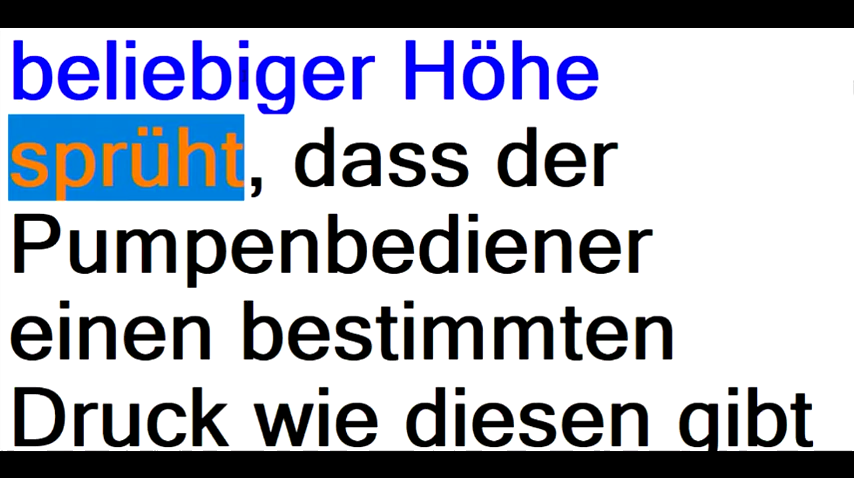 beliebiger Höhe
sprüht, dass der
Pumpenbediener
einen bestimmten
Druck wie diesen gibt